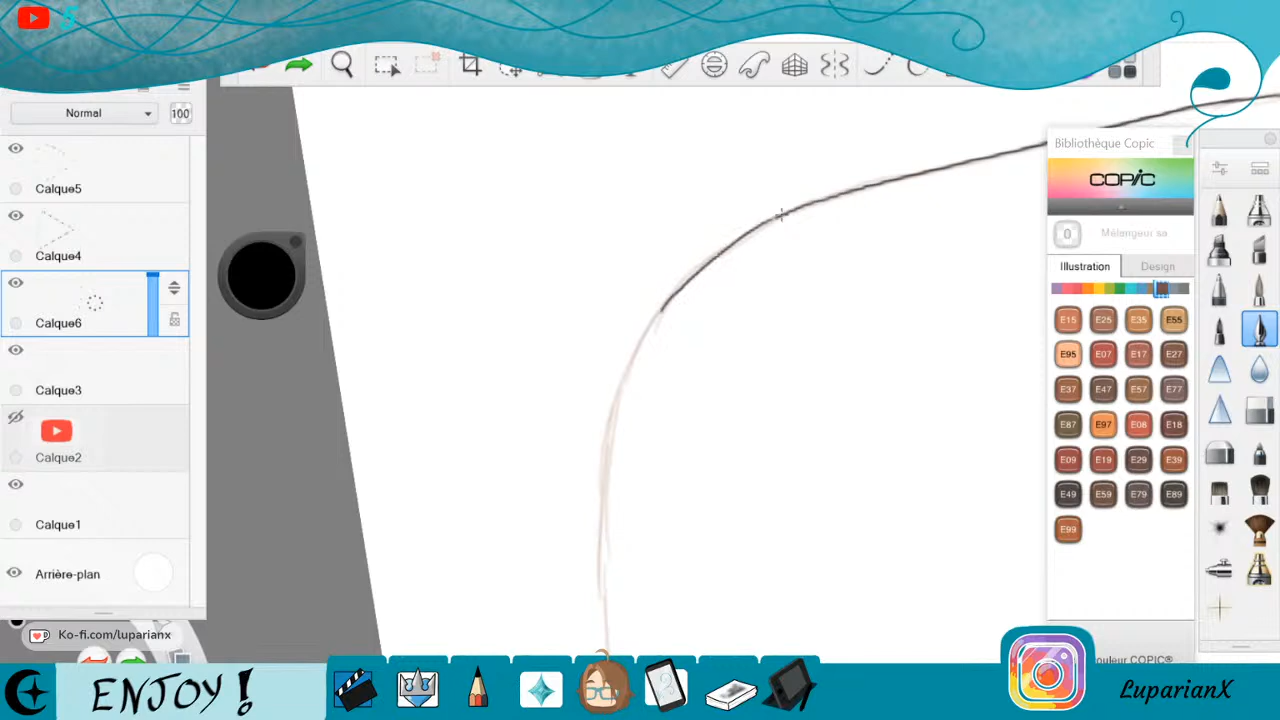 5
Normal
100
Calque5
Calque4
Calque6
Calque3
Calque2
Calque1
Arrière-plan
Ko-fi.com/luparianx
Bibliothèque Copic
COPIC
0 Mélangeur sa
Illustration Design
E15 E25 E35 E55
E95 E07 E17 E27
E37 E47 E57 E77
E87 E97 E08 E18
E09 E19 E29 E39
E49 E59 E79 E89
E99
ouleur COPIC®
ENJOY!
LuparianX